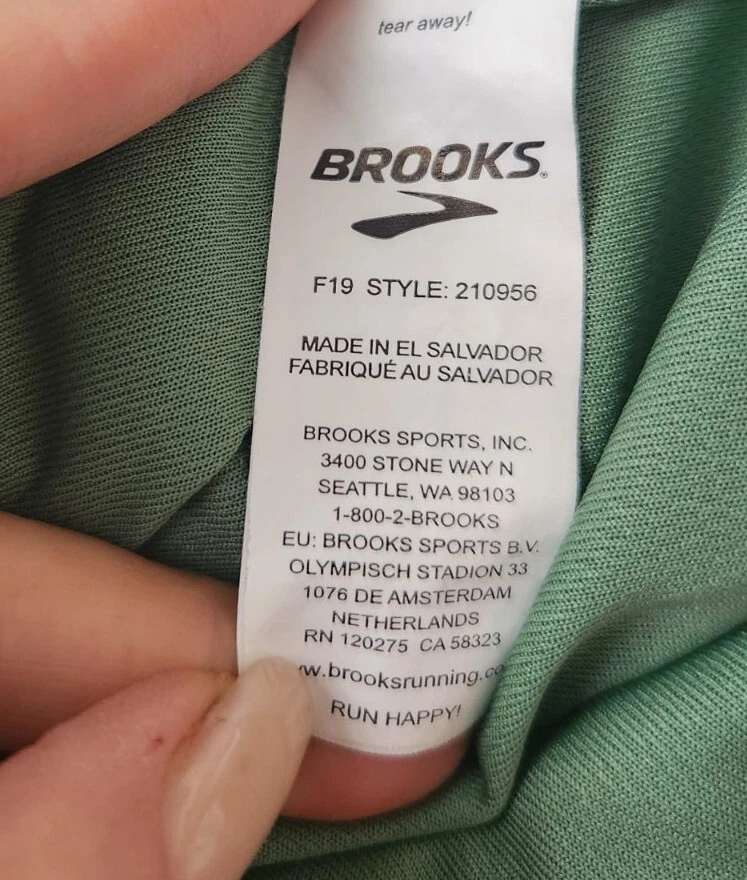 tear away!
BROOKS
F19 STYLE: 210956
MADE IN EL SALVADOR
FABRIQUÉ AU SALVADOR
BROOKS SPORTS, INC.
3400 STONE WAY N
SEATTLE, WA 98103
1-800-2-BROOKS
EU: BROOKS SPORTS B.V.
OLYMPISCH STADION 33
1076 DE AMSTERDAM
NETHERLANDS
RN 120275 CA 58323
w.brooksrunning.co
RUN HAPPY!